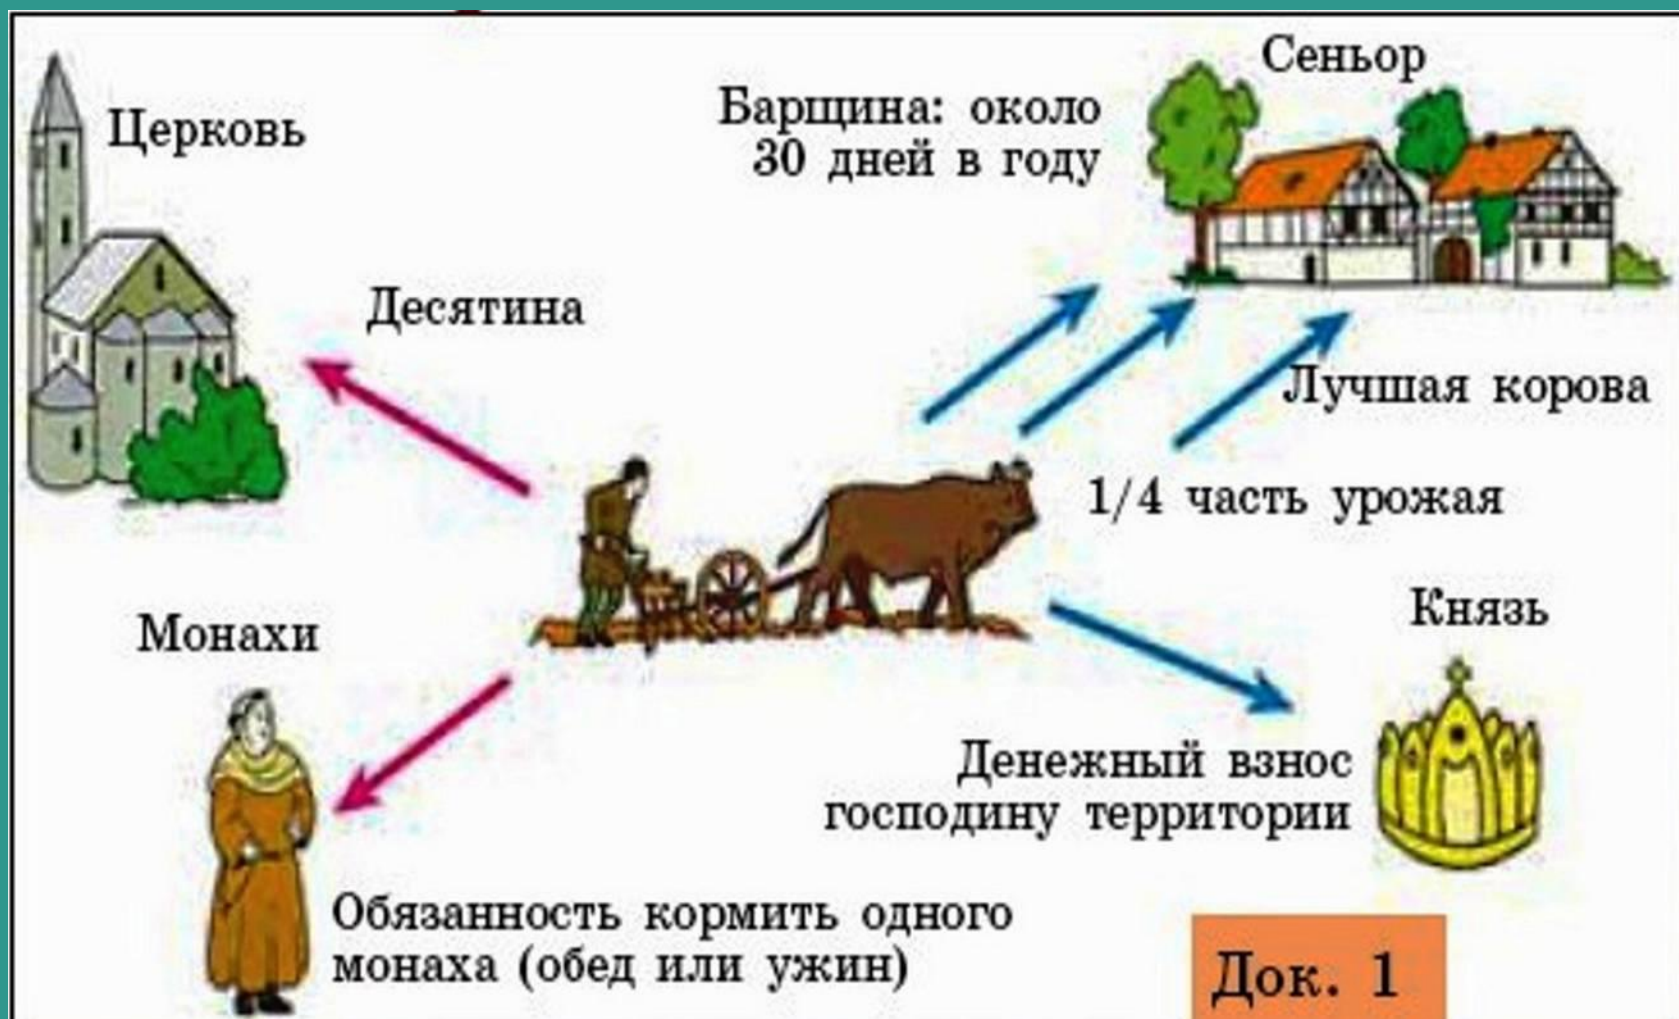 Сеньор
Церковь
Барщина: около
30 дней в году
Десятина
Лучшая корова
1/4 часть урожая
Монахи
Князь
Денежный взнос
господину территории
Обязанность кормить одного
монаха (обед или ужин)
Док. 1